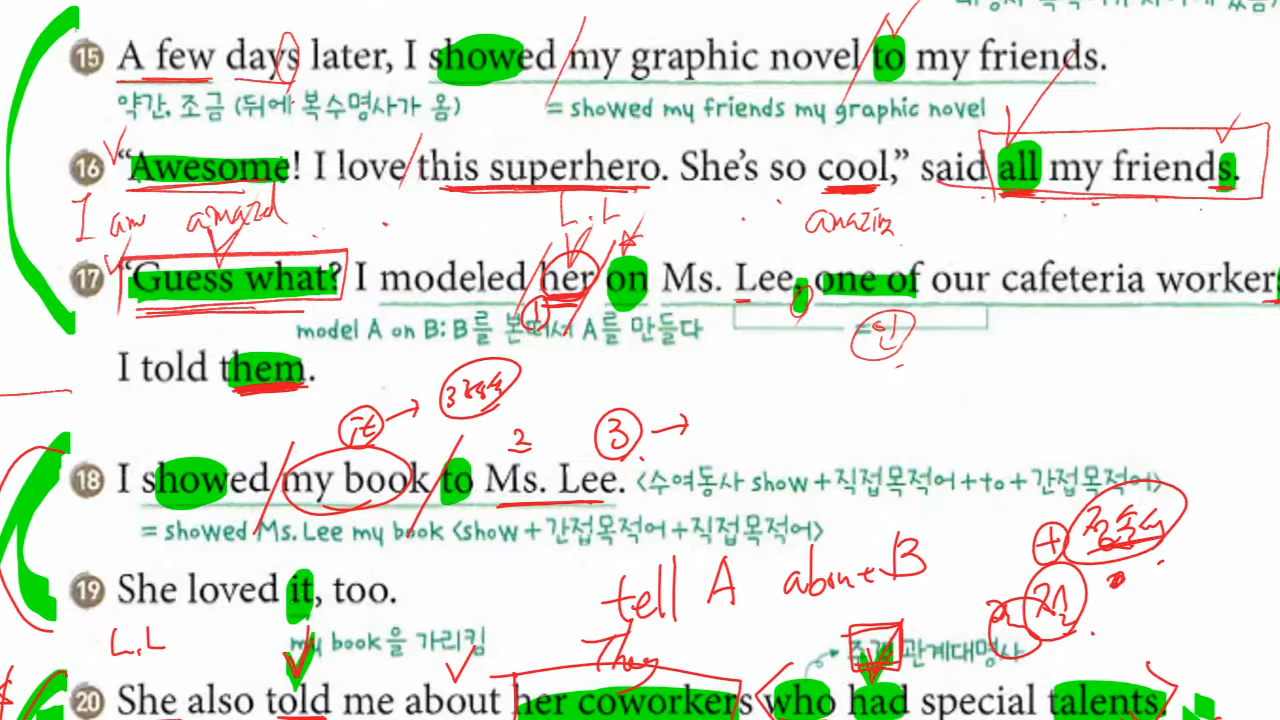 15 A few days later, I showed my graphic novel to my friends.
약간, 조금 (뒤에 복수명사가 옴) = showed my friends my graphic novel
16 “Awesome! I love this superhero. She’s so cool,” said all my friends.
I am amazed L.L amazing
17 “Guess what? I modeled her on Ms. Lee, one of our cafeteria workers
①
model A on B: B를 본떠서 A를 만들다 = 인
I told them.
it → 3형식
2 ③ →
18 I showed my book to Ms. Lee. <수여동사 show+직접목적어+to+간접목적어>
= showed Ms. Lee my book <show+간접목적어+직접목적어>
19 She loved it, too.
tell A about B
L.L my book을 가리킴 They 주격 관계대명사
20 She also told me about her coworkers who had special talents.